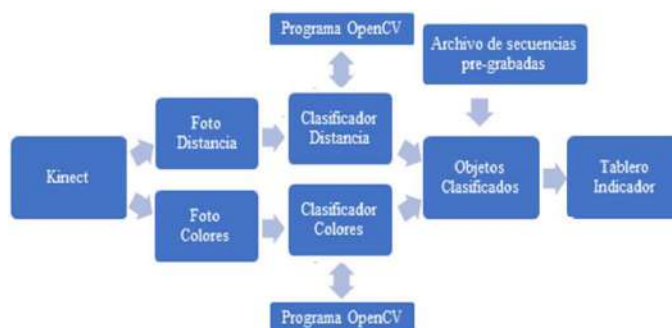 Programa OpenCV
Archivo de secuencias
pre-grabadas
Foto
Distancia
Clasificador
Distancia
Kinect
Objetos
Clasificados
Tablero
Indicador
Foto
Colores
Clasificador
Colores
Programa OpenCV